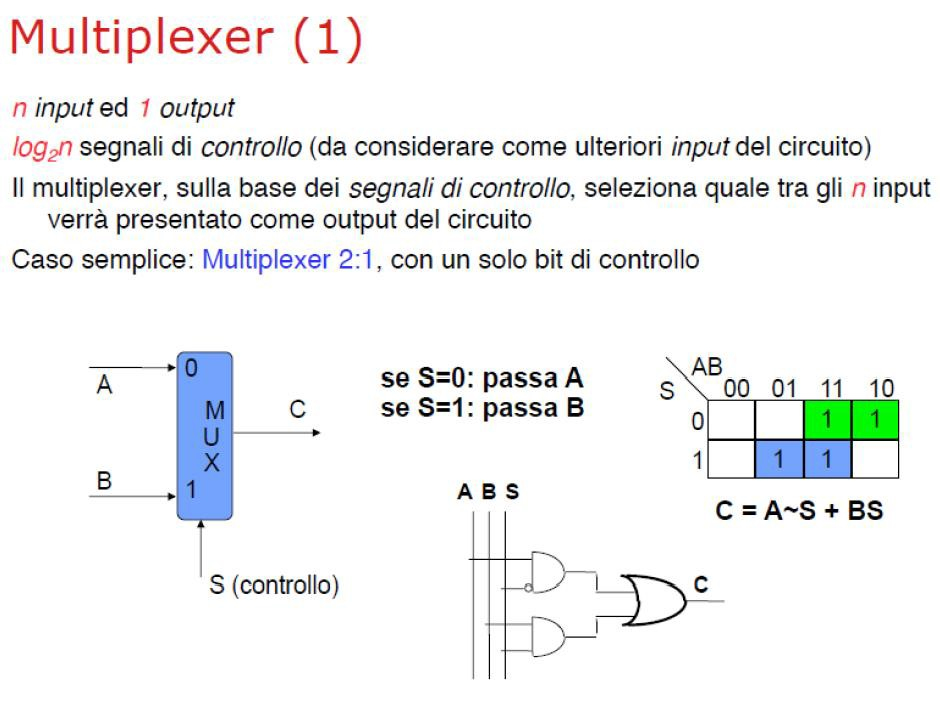 Multiplexer (1)
n input ed 1 output
log2n segnali di controllo (da considerare come ulteriori input del circuito)
Il multiplexer, sulla base dei segnali di controllo, seleziona quale tra gli n input
verrà presentato come output del circuito
Caso semplice: Multiplexer 2:1, con un solo bit di controllo
A
0
B
1
M
U
X
C
S (controllo)
se S=0: passa A
se S=1: passa B
AB
S
00 01 11 10
0 1 1
1 1 1
C = A~S + BS
A B S
C